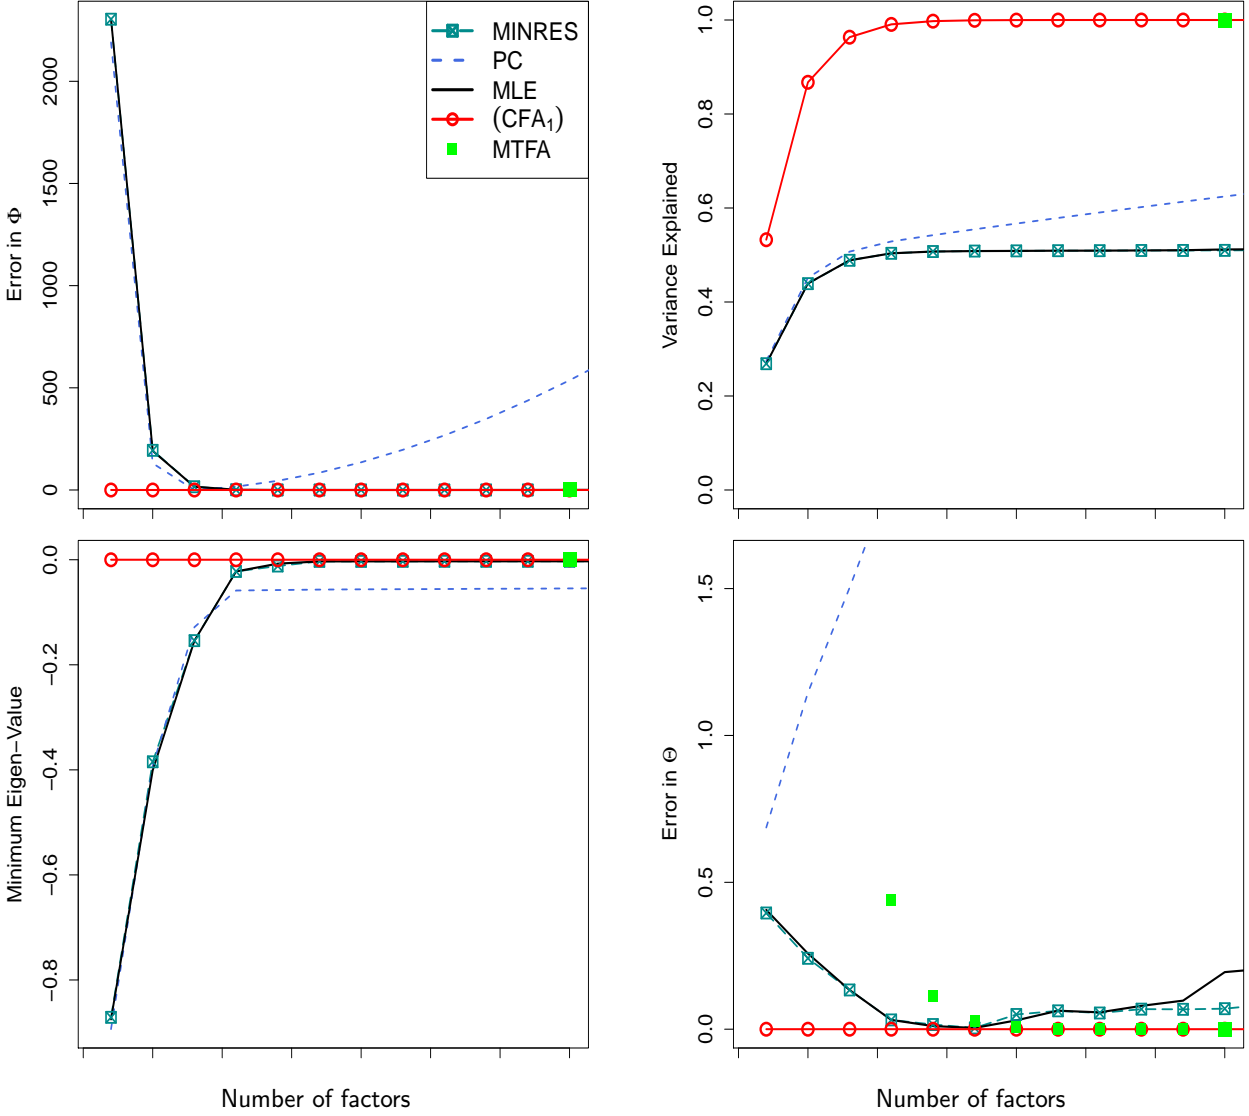 MINRES
PC
MLE
(CFA₁)
MTFA
Error in Φ
0
500
1000
1500
2000
Variance Explained
0.0
0.2
0.4
0.6
0.8
1.0
Minimum Eigen−Value
−0.8
−0.6
−0.4
−0.2
0.0
Number of factors
Error in Θ
0.0
0.5
1.0
1.5
Number of factors